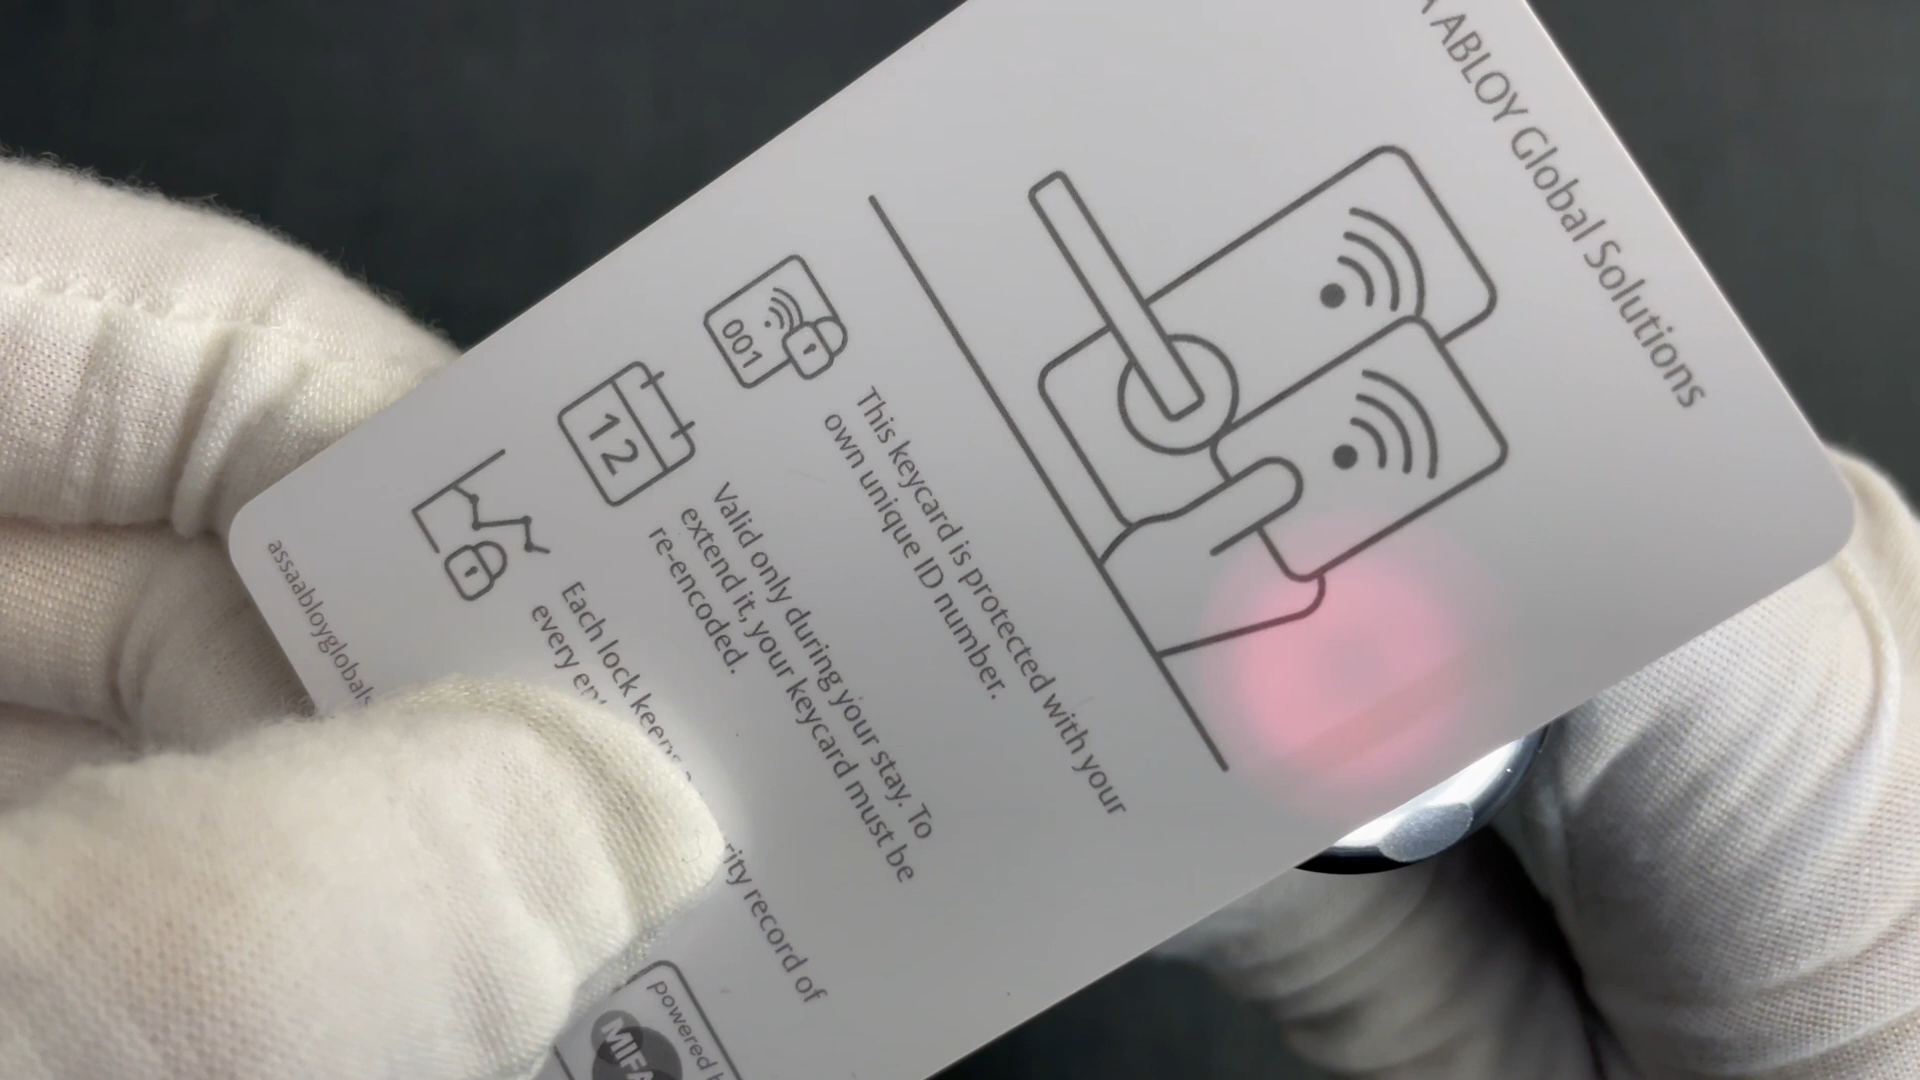 A ABLOY Global Solutions
001
This keycard is protected with your
own unique ID number.
12
Valid only during your stay. To
extend it, your keycard must be
re-encoded.
Each lock keeps
rity record of
every
assaabloyglobals
powered
MIFA